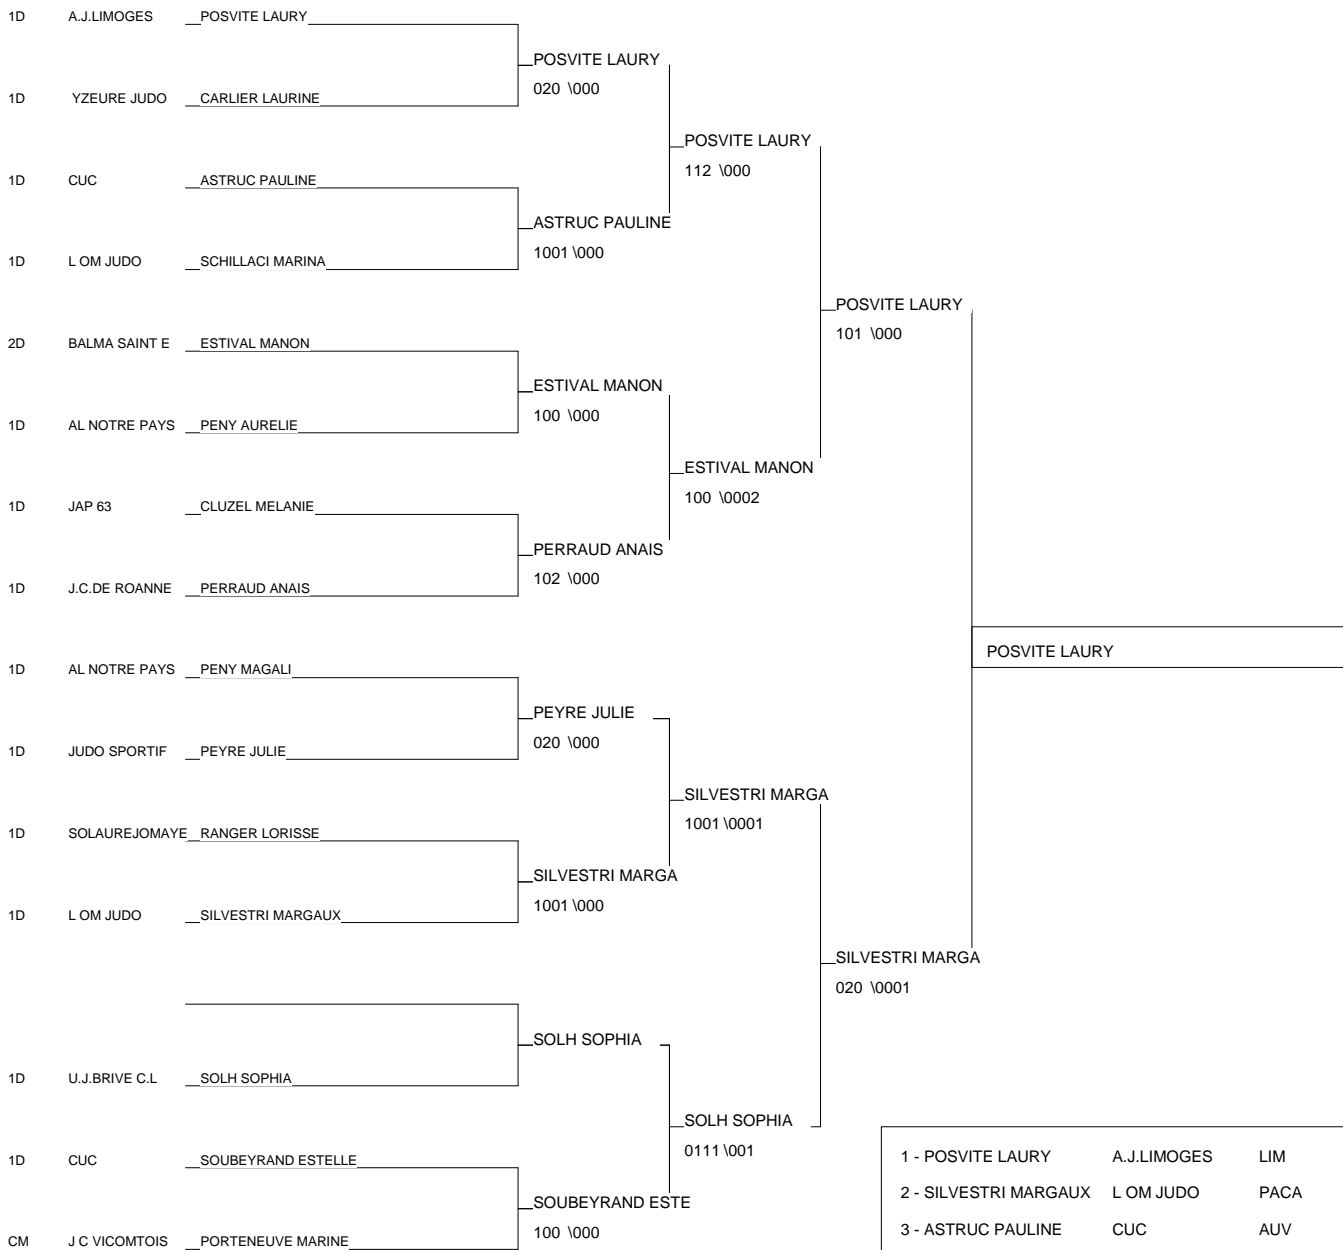 1D A.J.LIMOGES POSVITE LAURY
POSVITE LAURY
020 \000
1D YZEURE JUDO CARLIER LAURINE
POSVITE LAURY
112 \000
1D CUC ASTRUC PAULINE
ASTRUC PAULINE
1001 \000
1D L OM JUDO SCHILLACI MARINA
POSVITE LAURY
101 \000
2D BALMA SAINT E ESTIVAL MANON
ESTIVAL MANON
100 \000
1D AL NOTRE PAYS PENY AURELIE
ESTIVAL MANON
100 \0002
1D JAP 63 CLUZEL MELANIE
PERRAUD ANAIS
102 \000
1D J.C.DE ROANNE PERRAUD ANAIS
POSVITE LAURY
1D AL NOTRE PAYS PENY MAGALI
PEYRE JULIE
020 \000
1D JUDO SPORTIF PEYRE JULIE
SILVESTRI MARGA
1001 \0001
1D SOLAUREJOMAYE RANGER LORISSE
SILVESTRI MARGA
1001 \000
1D L OM JUDO SILVESTRI MARGAUX
SILVESTRI MARGA
020 \0001
SOLH SOPHIA
1D U.J.BRIVE C.L SOLH SOPHIA
SOLH SOPHIA
0111 \001
1D CUC SOUBEYRAND ESTELLE
SOUBEYRAND ESTE
100 \000
CM J C VICOMTOIS PORTENEUVE MARINE
1 - POSVITE LAURY A.J.LIMOGES LIM
2 - SILVESTRI MARGAUX L OM JUDO PACA
3 - ASTRUC PAULINE CUC AUV